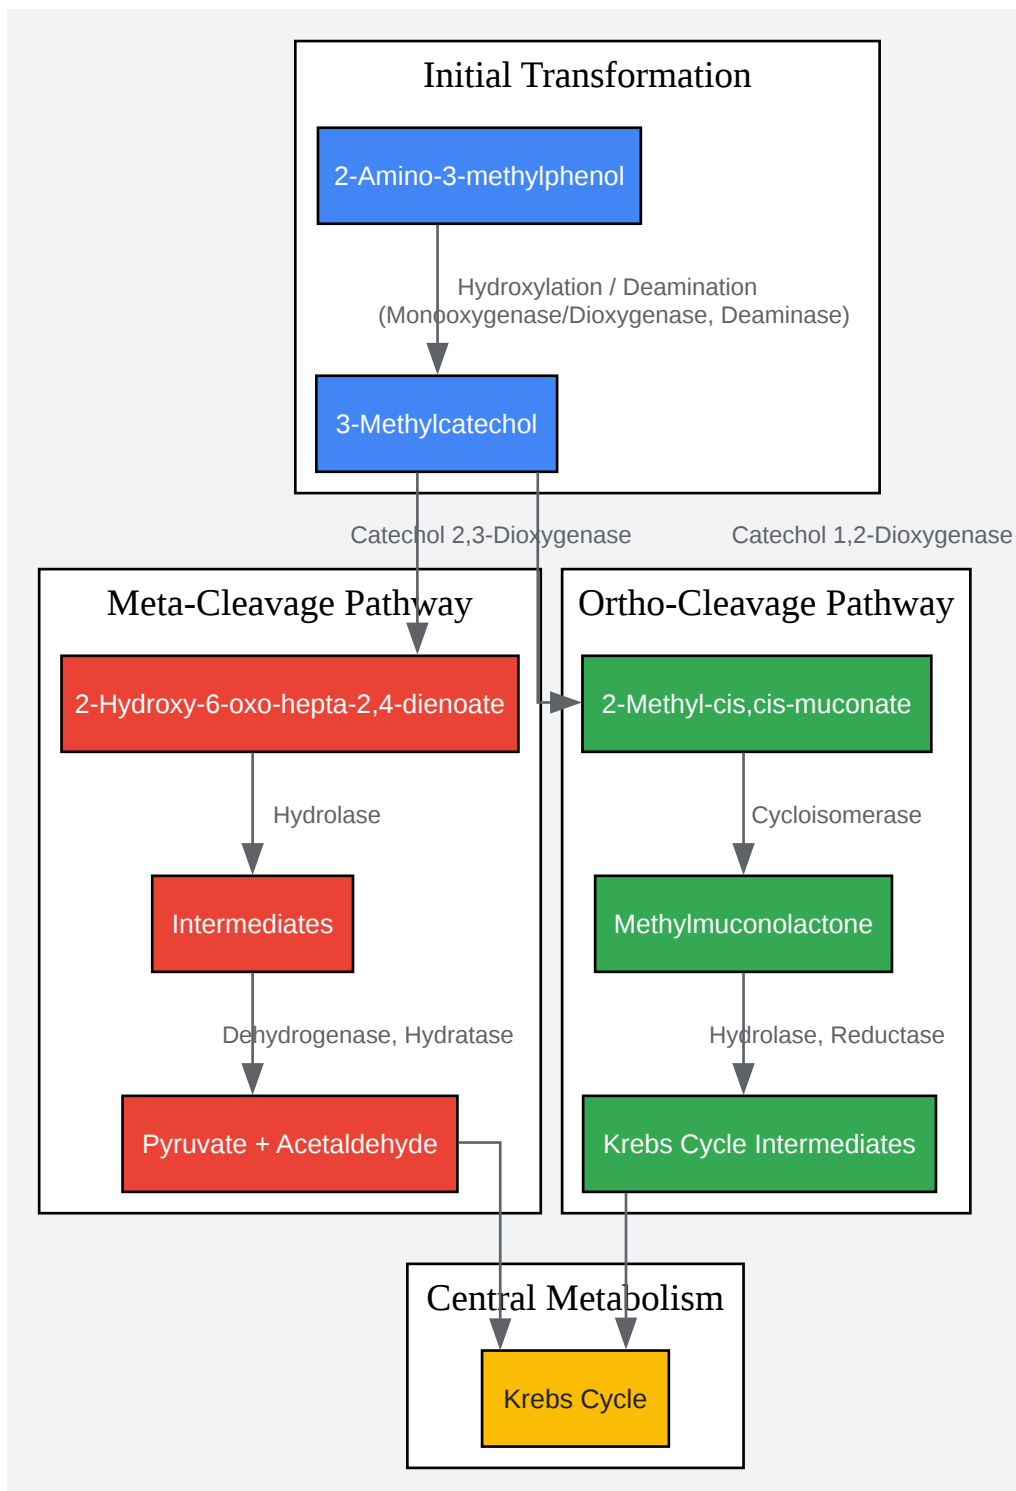 Initial Transformation
2-Amino-3-methylphenol
Hydroxylation / Deamination
(Monooxygenase/Dioxygenase, Deaminase)
3-Methylcatechol
Catechol 2,3-Dioxygenase
Catechol 1,2-Dioxygenase
Meta-Cleavage Pathway
2-Hydroxy-6-oxo-hepta-2,4-dienoate
Hydrolase
Intermediates
Dehydrogenase, Hydratase
Pyruvate + Acetaldehyde
Ortho-Cleavage Pathway
2-Methyl-cis,cis-muconate
Cycloisomerase
Methylmuconolactone
Hydrolase, Reductase
Krebs Cycle Intermediates
Central Metabolism
Krebs Cycle